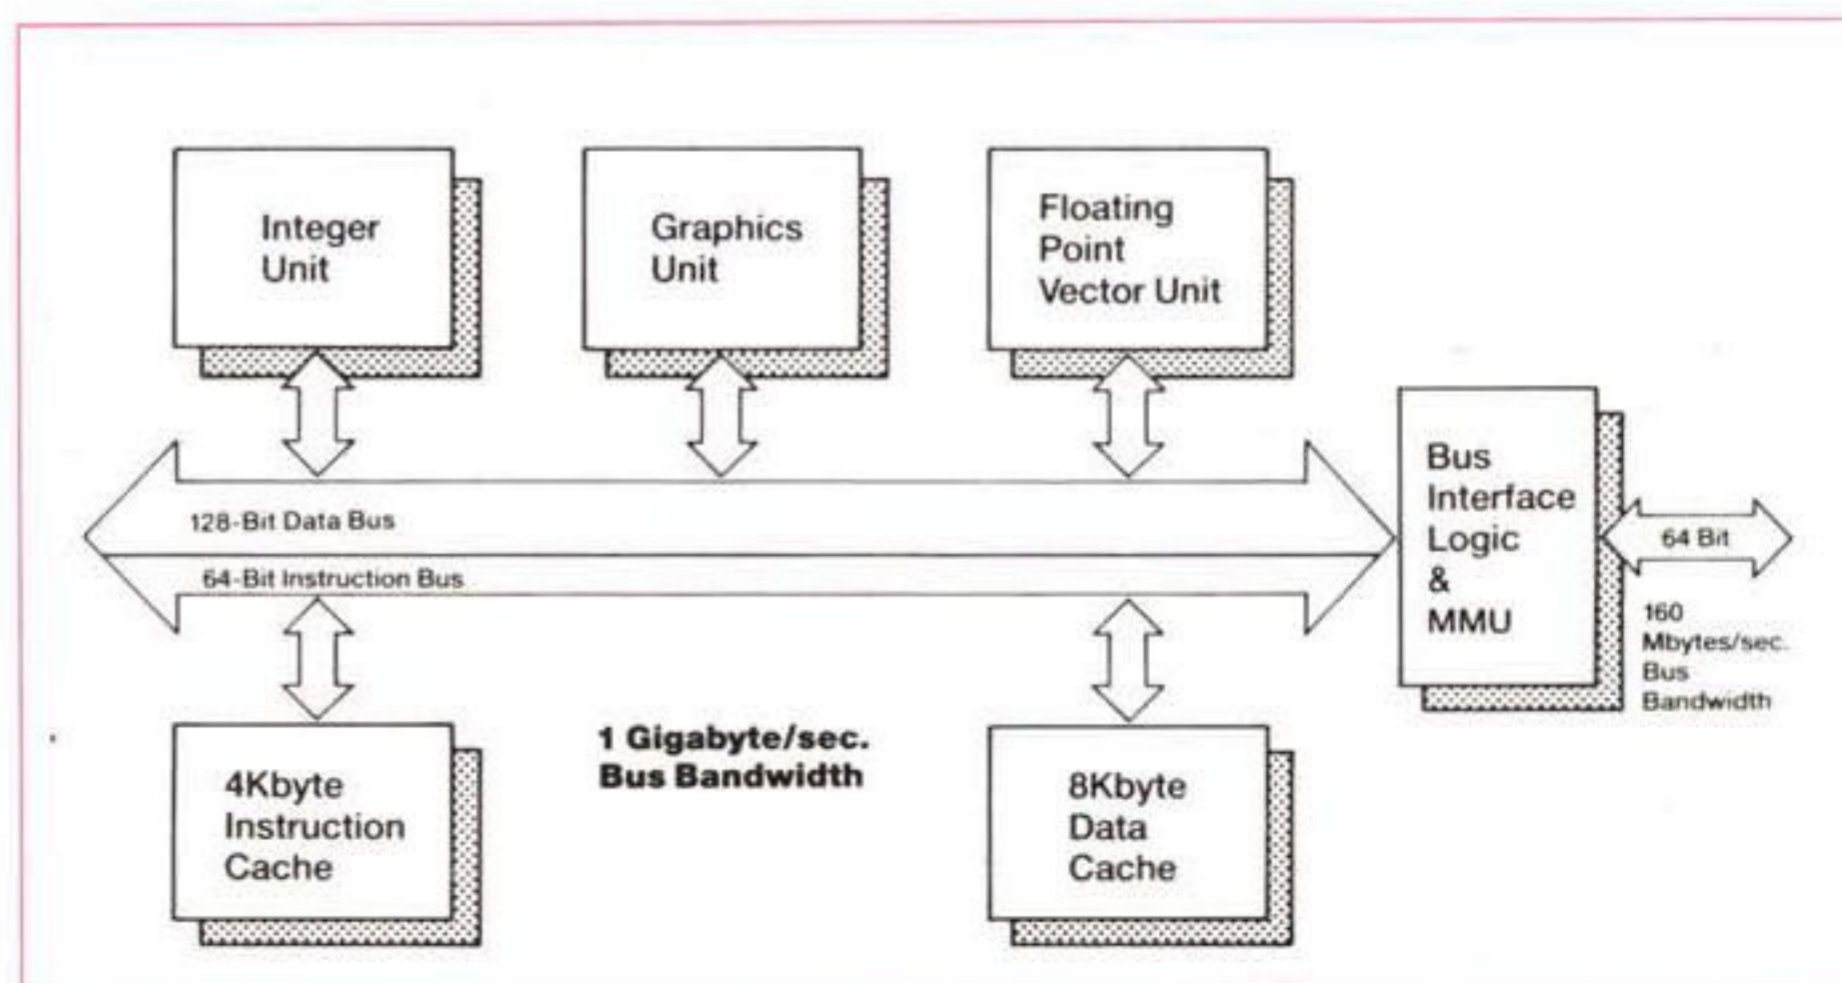 Integer
Unit
Graphics
Unit
Floating
Point
Vector Unit
128-Bit Data Bus
64-Bit Instruction Bus
Bus
Interface
Logic
&
MMU
64 Bit
160
Mbytes/sec.
Bus
Bandwidth
4Kbyte
Instruction
Cache
1 Gigabyte/sec.
Bus Bandwidth
8Kbyte
Data
Cache